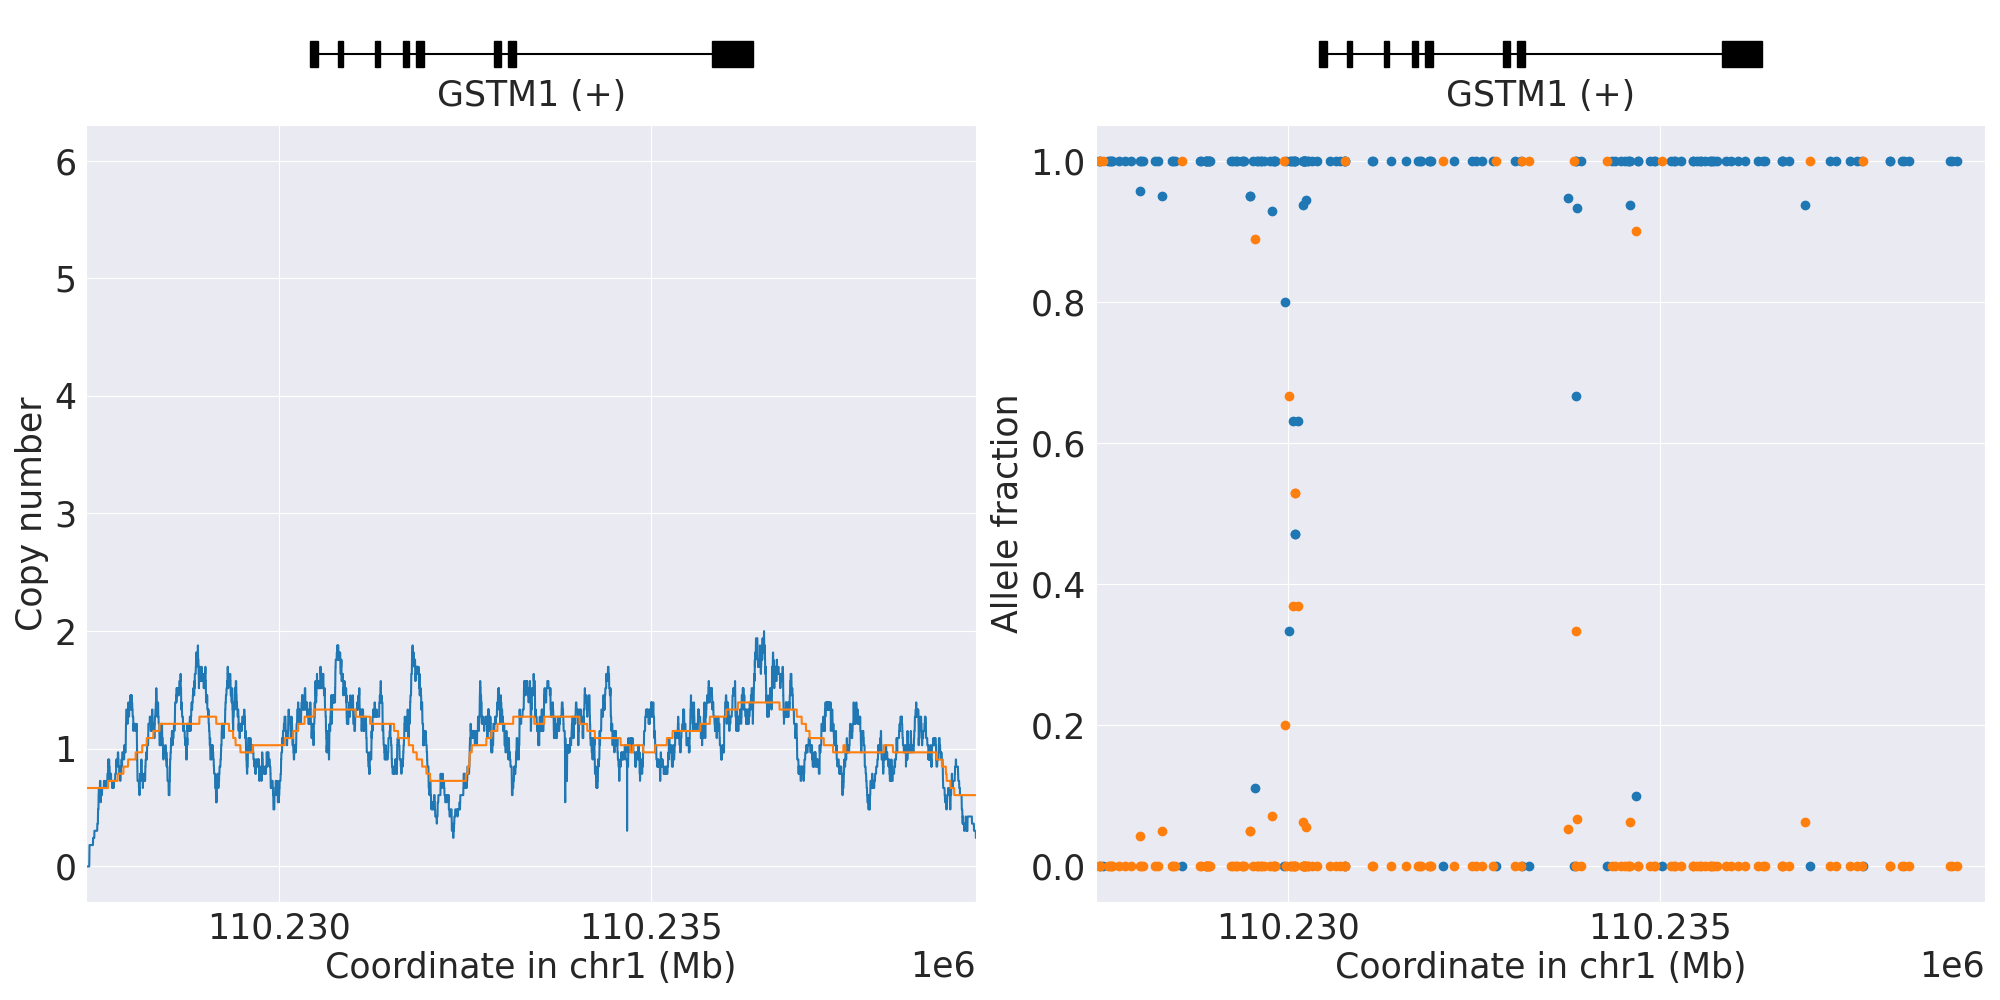 GSTM1 (+)
GSTM1 (+)
Copy number
6
5
4
3
2
1
0
110.230
110.235
Coordinate in chr1 (Mb)
1e6
Allele fraction
1.0
0.8
0.6
0.4
0.2
0.0
110.230
110.235
Coordinate in chr1 (Mb)
1e6